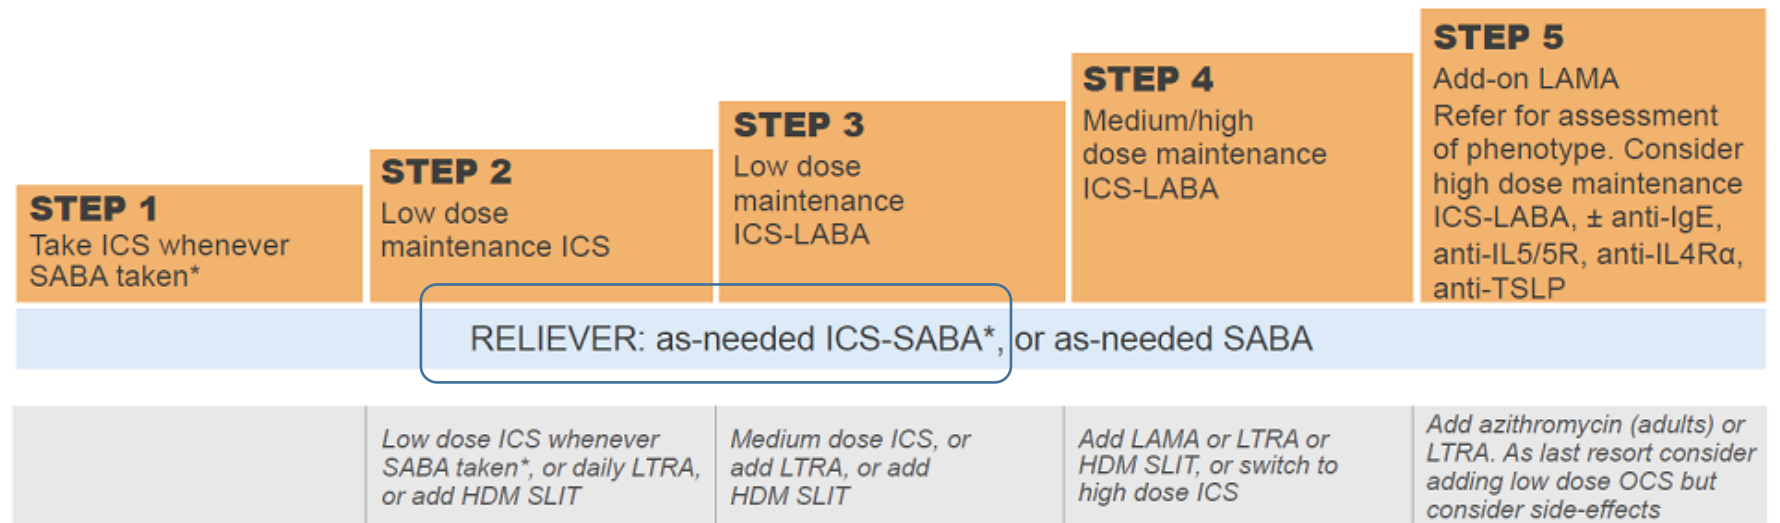 STEP 1
Take ICS whenever
SABA taken*
STEP 2
Low dose
maintenance ICS
STEP 3
Low dose
maintenance
ICS-LABA
STEP 4
Medium/high
dose maintenance
ICS-LABA
STEP 5
Add-on LAMA
Refer for assessment
of phenotype. Consider
high dose maintenance
ICS-LABA, ± anti-IgE,
anti-IL5/5R, anti-IL4Rα,
anti-TSLP
RELIEVER: as-needed ICS-SABA*, or as-needed SABA
Low dose ICS whenever
SABA taken*, or daily LTRA,
or add HDM SLIT
Medium dose ICS, or
add LTRA, or add
HDM SLIT
Add LAMA or LTRA or
HDM SLIT, or switch to
high dose ICS
Add azithromycin (adults) or
LTRA. As last resort consider
adding low dose OCS but
consider side-effects